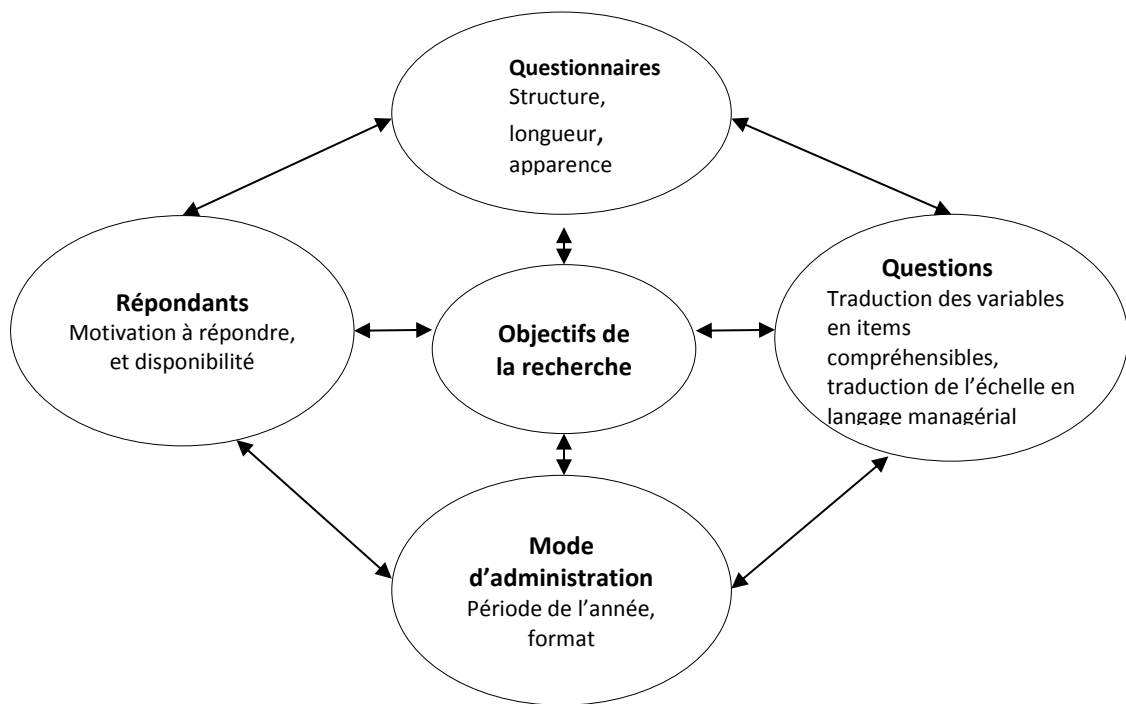 Questionnaires
Structure,
longueur,
apparence
Répondants
Motivation à répondre,
et disponibilité
Objectifs de
la recherche
Questions
Traduction des variables
en items
compréhensibles,
traduction de l'échelle en
langage managérial
Mode
d'administration
Période de l'année,
format